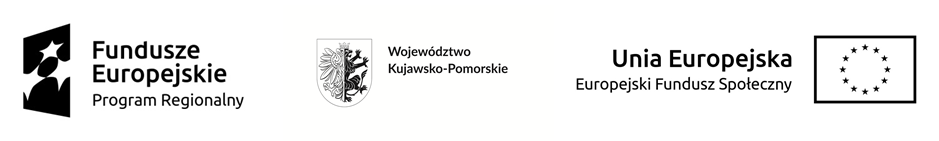 Fundusze
Europejskie
Program Regionalny
Województwo
Kujawsko-Pomorskie
Unia Europejska
Europejski Fundusz Społeczny